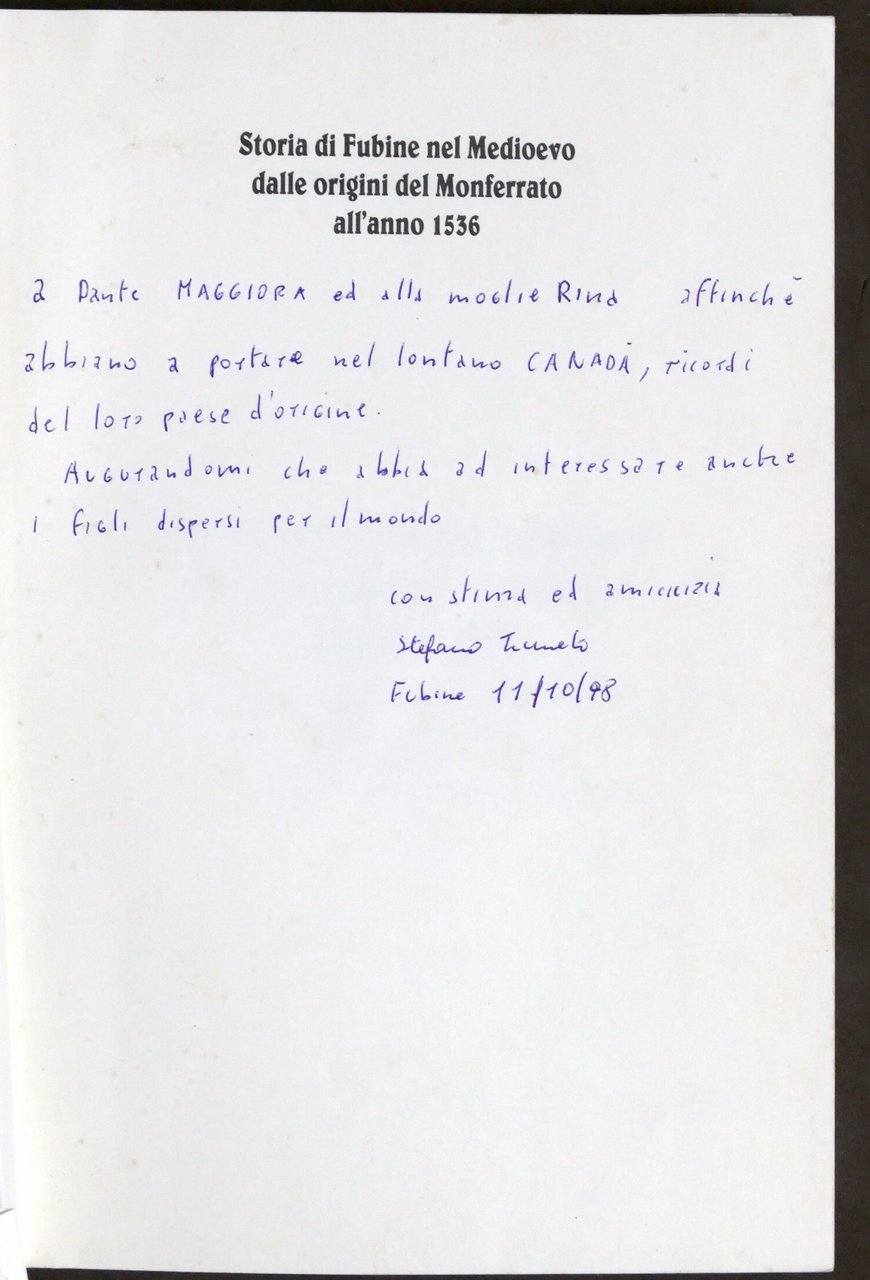 Storia di Fubine nel Medioevo
dalle origini del Monferrato
all'anno 1536
a Dante MAGGIORA ed alla moglie Rina affinchè
abbiano a portare nel lontano CANADÀ, ricordi
del loro paese d'origine.
Augurandomi che abbia ad interessare anche
i figli dispersi per il mondo
con stima ed amicizia
Stefano
Fubine 11/10/98